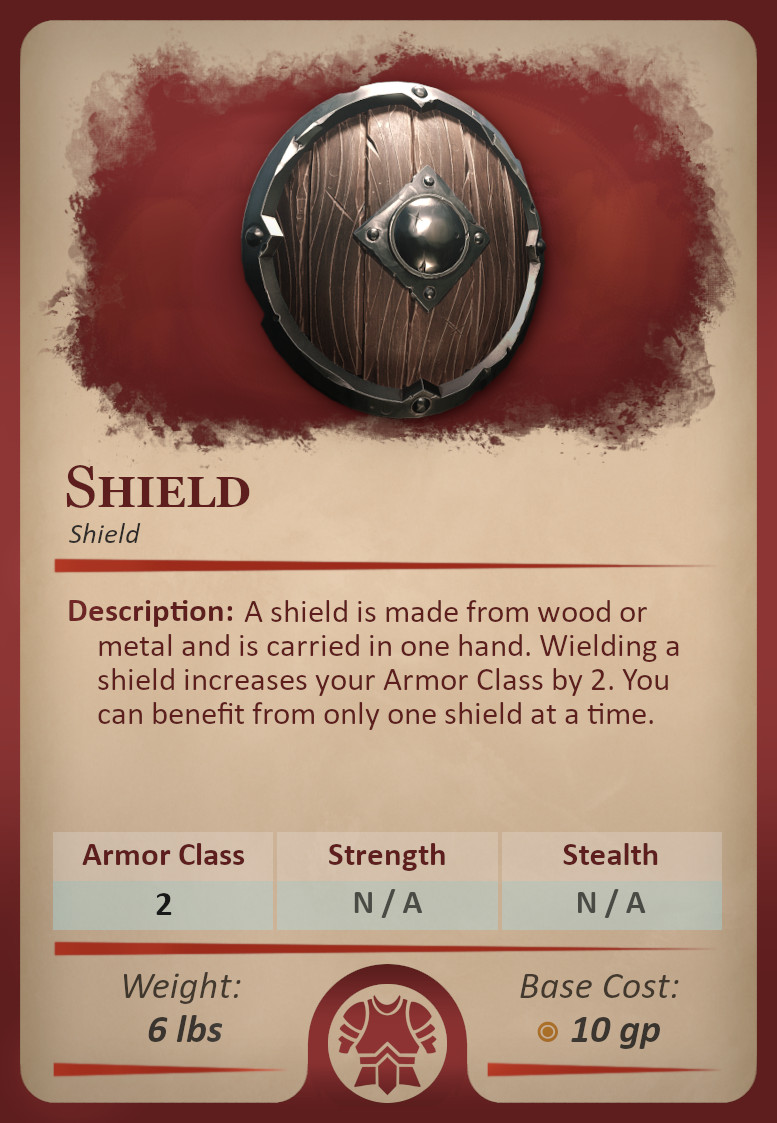 Shield
Shield
Description: A shield is made from wood or
metal and is carried in one hand. Wielding a
shield increases your Armor Class by 2. You
can benefit from only one shield at a time.
Armor Class Strength Stealth
2 N / A N / A
Weight: Base Cost:
6 lbs 10 gp